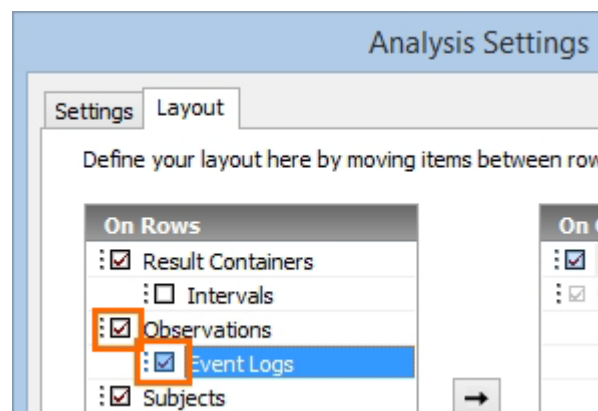 Analysis Settings
Settings Layout
Define your layout here by moving items between row
On Rows On
Result Containers
Intervals
Observations
Event Logs
Subjects